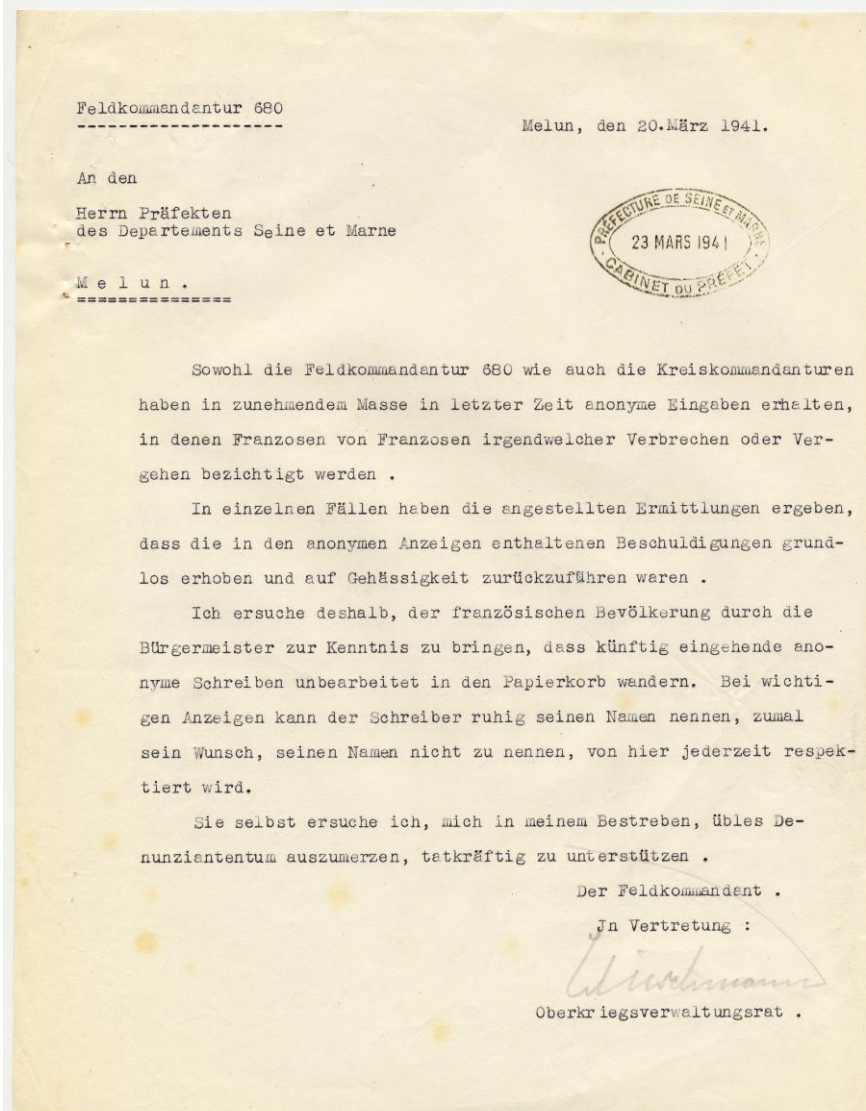 Feldkommandantur 680
--------------------
Melun, den 20.März 1941.
An den
Herrn Präfekten
des Departements Seine et Marne
PRÉFECTURE DE SEINE ET MARNE
23 MARS 1941
CABINET DU PRÉFET
M e l u n .
===============
Sowohl die Feldkommandantur 680 wie auch die Kreiskommandanturen
haben in zunehmendem Masse in letzter Zeit anonyme Eingaben erhalten,
in denen Franzosen von Franzosen irgendwelcher Verbrechen oder Ver-
gehen bezichtigt werden .
In einzelnen Fällen haben die angestellten Ermittlungen ergeben,
dass die in den anonymen Anzeigen enthaltenen Beschuldigungen grund-
los erhoben und auf Gehässigkeit zurückzuführen waren .
Ich ersuche deshalb, der französischen Bevölkerung durch die
Bürgermeister zur Kenntnis zu bringen, dass künftig eingehende ano-
nyme Schreiben unbearbeitet in den Papierkorb wandern. Bei wichti-
gen Anzeigen kann der Schreiber ruhig seinen Namen nennen, zumal
sein Wunsch, seinen Namen nicht zu nennen, von hier jederzeit respek-
tiert wird.
Sie selbst ersuche ich, mich in meinem Bestreben, übles De-
nunziantentum auszumerzen, tatkräftig zu unterstützen .
Der Feldkommandant .
Jn Vertretung :
Oberkriegsverwaltungsrat .